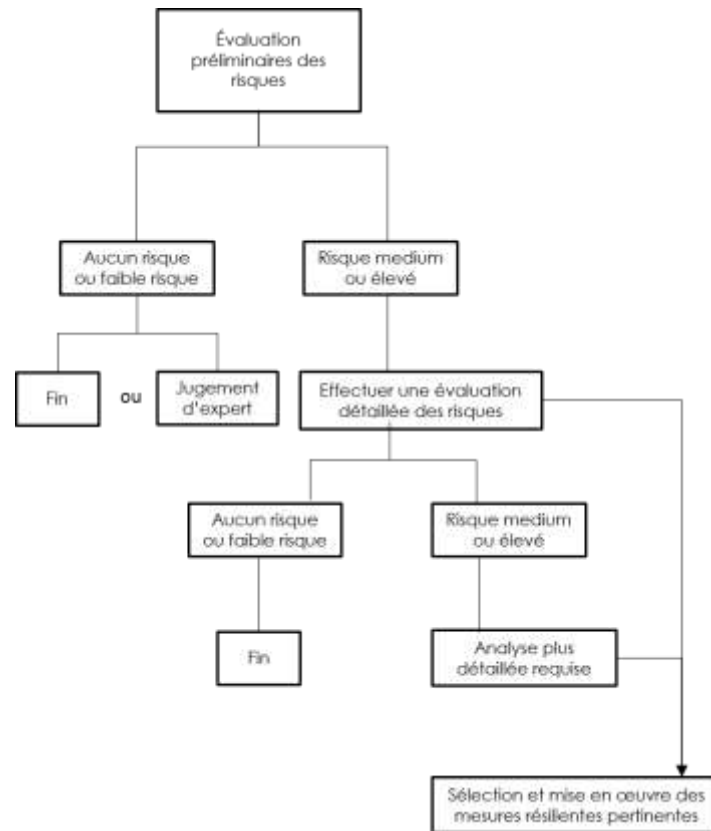 Évaluation
préliminaires des
risques
Aucun risque
ou faible risque
Risque medium
ou élevé
Fin
ou
Jugement
d'expert
Effectuer une évaluation
détaillée des risques
Aucun risque
ou faible risque
Risque medium
ou élevé
Fin
Analyse plus
détaillée requise
Sélection et mise en œuvre des
mesures résilientes pertinentes